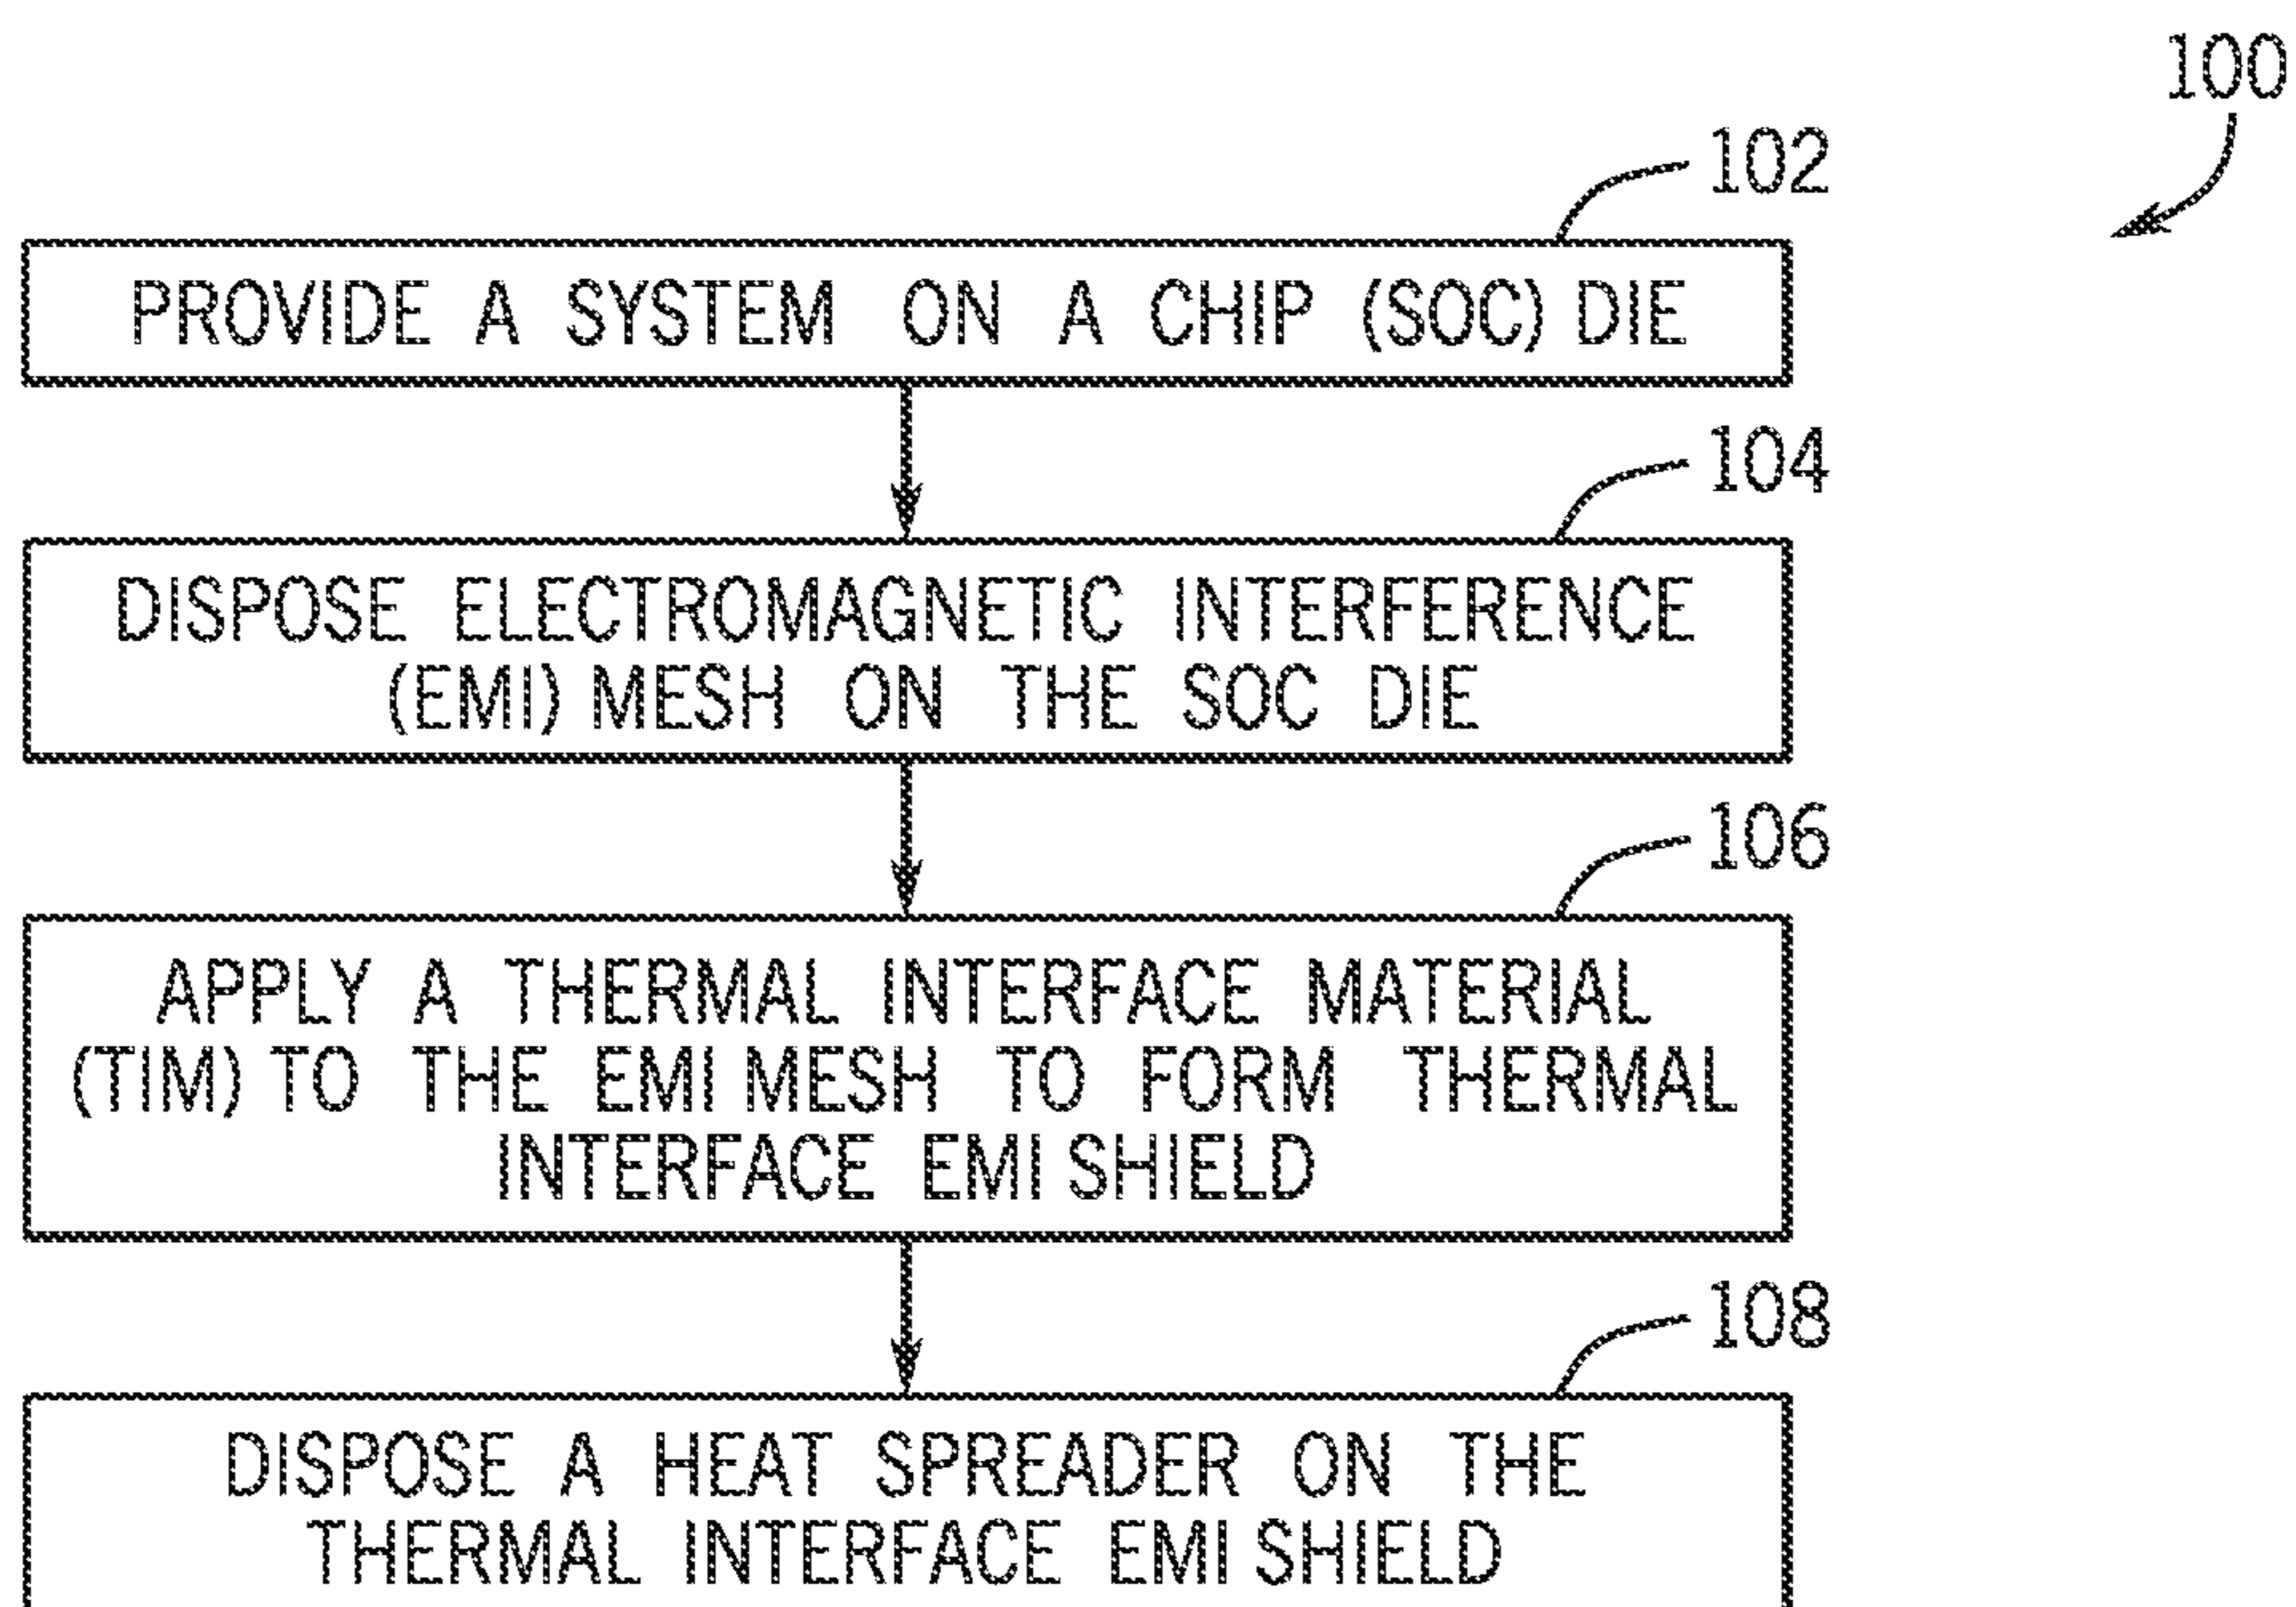 100
102
PROVIDE A SYSTEM ON A CHIP (SOC) DIE
104
DISPOSE ELECTROMAGNETIC INTERFERENCE
(EMI) MESH ON THE SOC DIE
106
APPLY A THERMAL INTERFACE MATERIAL
(TIM) TO THE EMI MESH TO FORM THERMAL
INTERFACE EMI SHIELD
108
DISPOSE A HEAT SPREADER ON THE
THERMAL INTERFACE EMI SHIELD